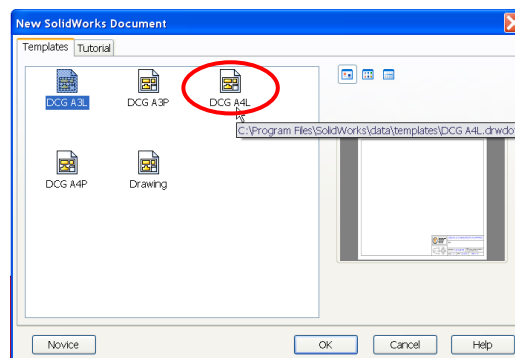 New SolidWorks Document
Templates Tutorial
DCG A3L DCG A3P DCG A4L
C:\Program Files\SolidWorks\data\templates\DCG A4L.drwdo
DCG A4P Drawing
Novice OK Cancel Help